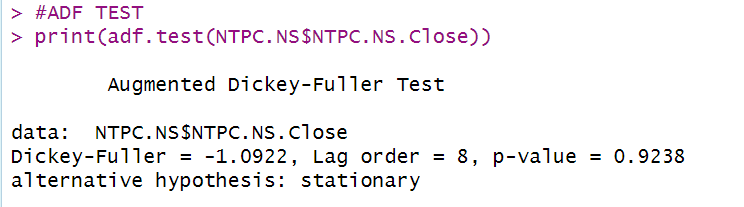 > #ADF TEST
> print(adf.test(NTPC.NS$NTPC.NS.Close))
Augmented Dickey-Fuller Test
data:  NTPC.NS$NTPC.NS.Close
Dickey-Fuller = -1.0922, Lag order = 8, p-value = 0.9238
alternative hypothesis: stationary